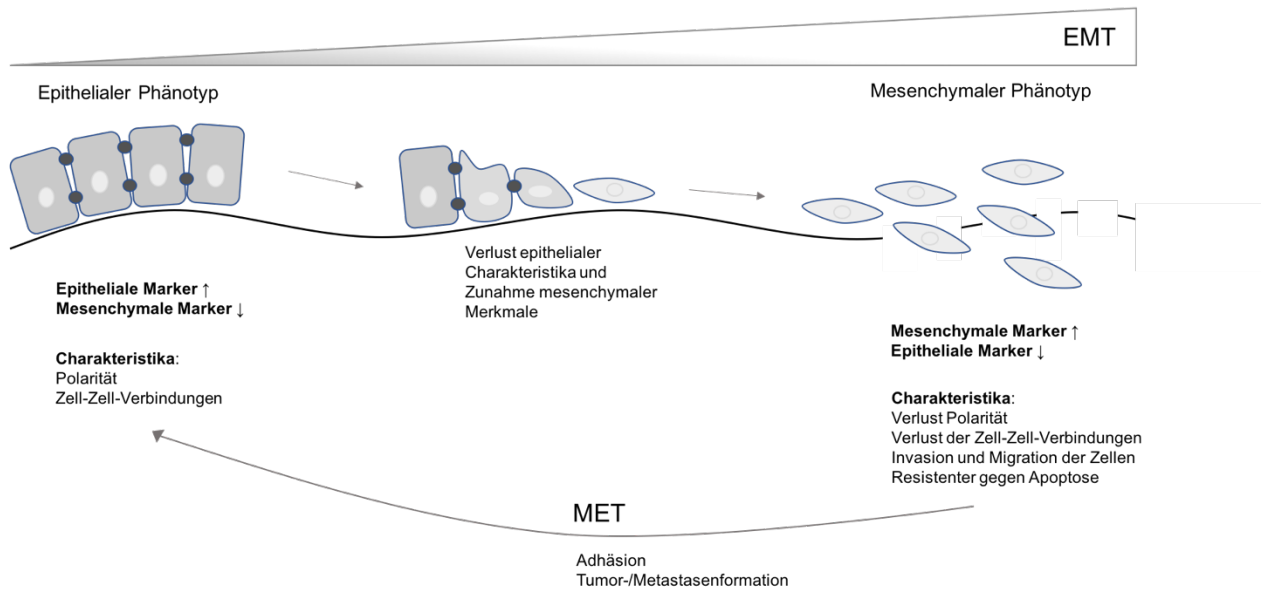 EMT
Epithelialer Phänotyp
Mesenchymaler Phänotyp
Verlust epithelialer
Charakteristika und
Zunahme mesenchymaler
Merkmale
Epitheliale Marker ↑
Mesenchymale Marker ↓
Charakteristika:
Polarität
Zell-Zell-Verbindungen
Mesenchymale Marker ↑
Epitheliale Marker ↓
Charakteristika:
Verlust Polarität
Verlust der Zell-Zell-Verbindungen
Invasion und Migration der Zellen
Resistenter gegen Apoptose
MET
Adhäsion
Tumor-/Metastasenformation